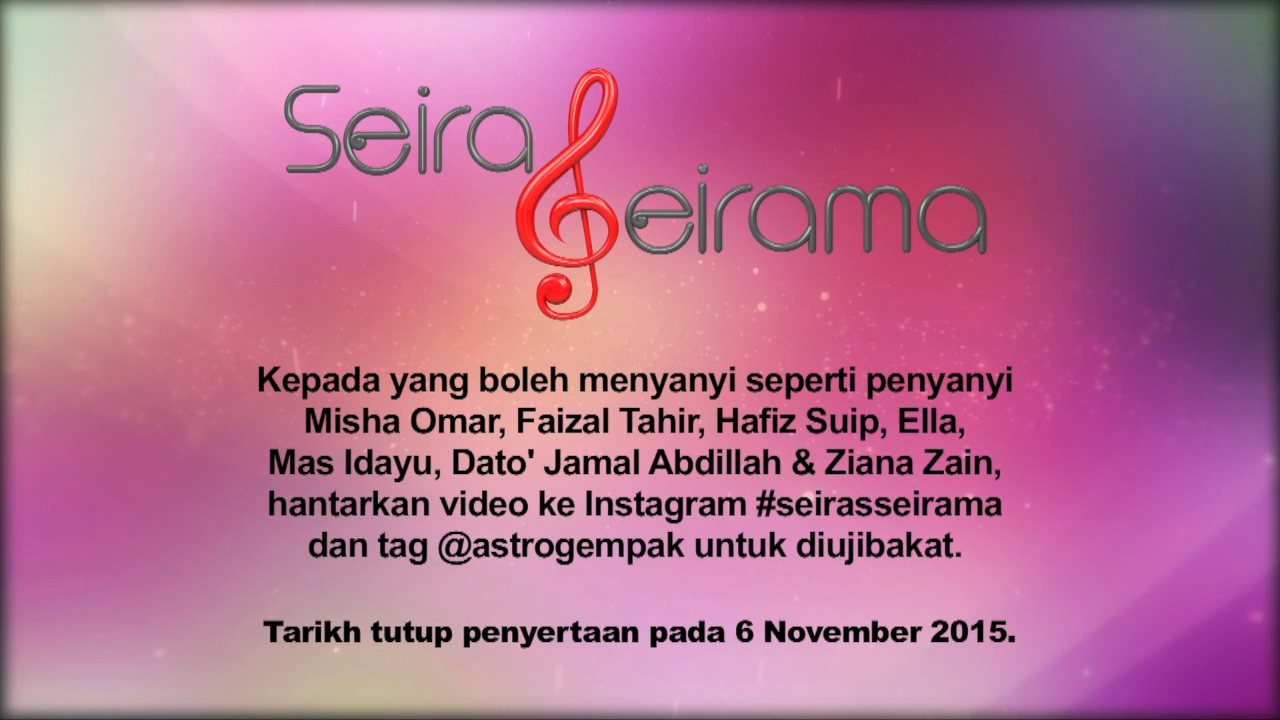 Seiras
Seirama
Kepada yang boleh menyanyi seperti penyanyi
Misha Omar, Faizal Tahir, Hafiz Suip, Ella,
Mas Idayu, Dato' Jamal Abdillah & Ziana Zain,
hantarkan video ke Instagram #seirasseirama
dan tag @astrogempak untuk diujibakat.
Tarikh tutup penyertaan pada 6 November 2015.